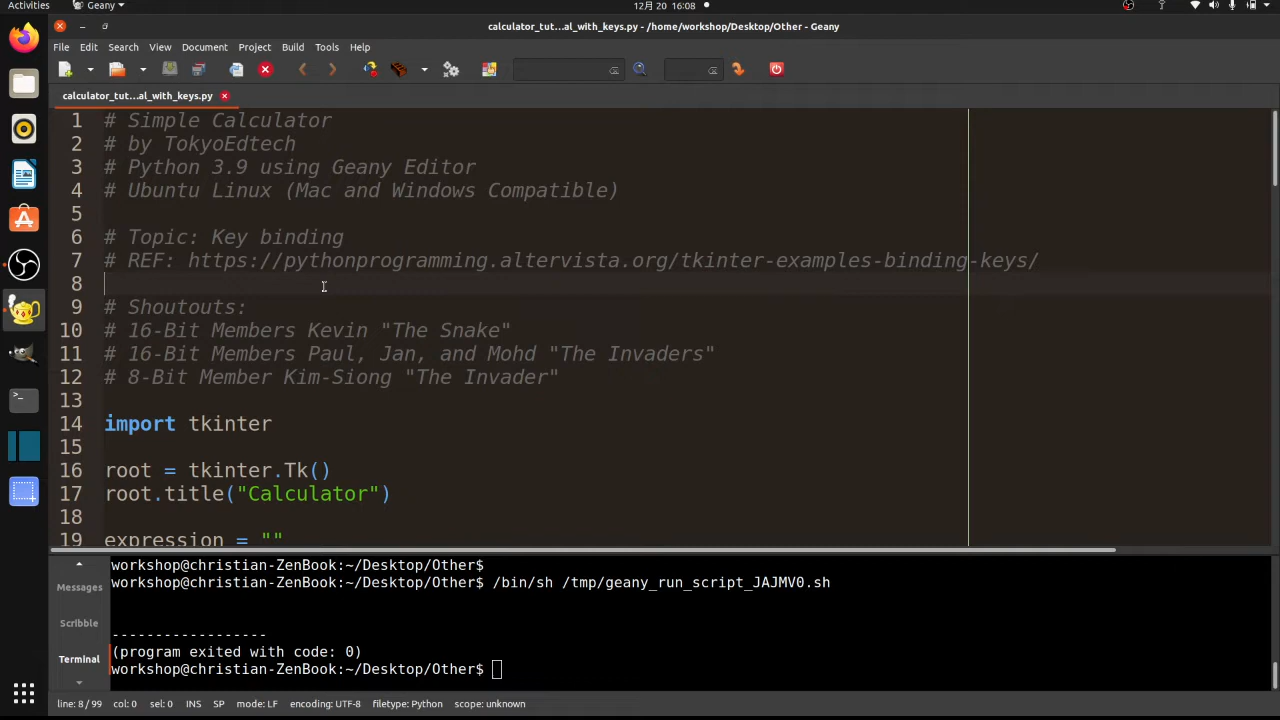 Activities
Geany
12月 20 16:08
calculator_tut...al_with_keys.py - /home/workshop/Desktop/Other - Geany
File Edit Search View Document Project Build Tools Help
calculator_tut...al_with_keys.py
1 # Simple Calculator
2 # by TokyoEdtech
3 # Python 3.9 using Geany Editor
4 # Ubuntu Linux (Mac and Windows Compatible)
5
6 # Topic: Key binding
7 # REF: https://pythonprogramming.altervista.org/tkinter-examples-binding-keys/
8
9 # Shoutouts:
10 # 16-Bit Members Kevin "The Snake"
11 # 16-Bit Members Paul, Jan, and Mohd "The Invaders"
12 # 8-Bit Member Kim-Siong "The Invader"
13
14 import tkinter
15
16 root = tkinter.Tk()
17 root.title("Calculator")
18
19 expression = ""
Messages
Scribble
Terminal
workshop@christian-ZenBook:~/Desktop/Other$
workshop@christian-ZenBook:~/Desktop/Other$ /bin/sh /tmp/geany_run_script_JAJMV0.sh
------------------
(program exited with code: 0)
workshop@christian-ZenBook:~/Desktop/Other$
line: 8 / 99 col: 0 sel: 0 INS SP mode: LF encoding: UTF-8 filetype: Python scope: unknown